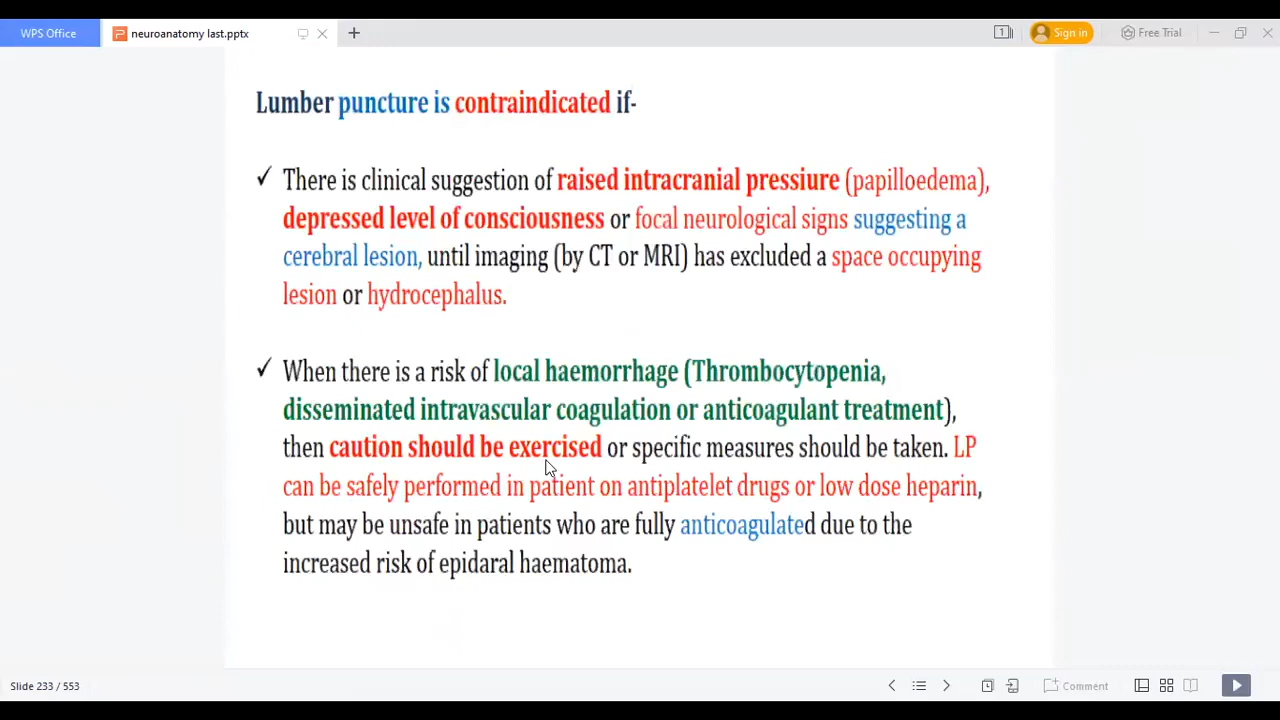 WPS Office
neuroanatomy last.pptx
1
Sign in
Free Trial
Lumber puncture is contraindicated if-
✓ There is clinical suggestion of raised intracranial pressiure (papilloedema),
depressed level of consciousness or focal neurological signs suggesting a
cerebral lesion, until imaging (by CT or MRI) has excluded a space occupying
lesion or hydrocephalus.
✓ When there is a risk of local haemorrhage (Thrombocytopenia,
disseminated intravascular coagulation or anticoagulant treatment),
then caution should be exercised or specific measures should be taken. LP
can be safely performed in patient on antiplatelet drugs or low dose heparin,
but may be unsafe in patients who are fully anticoagulated due to the
increased risk of epidaral haematoma.
Slide 233 / 553
Comment